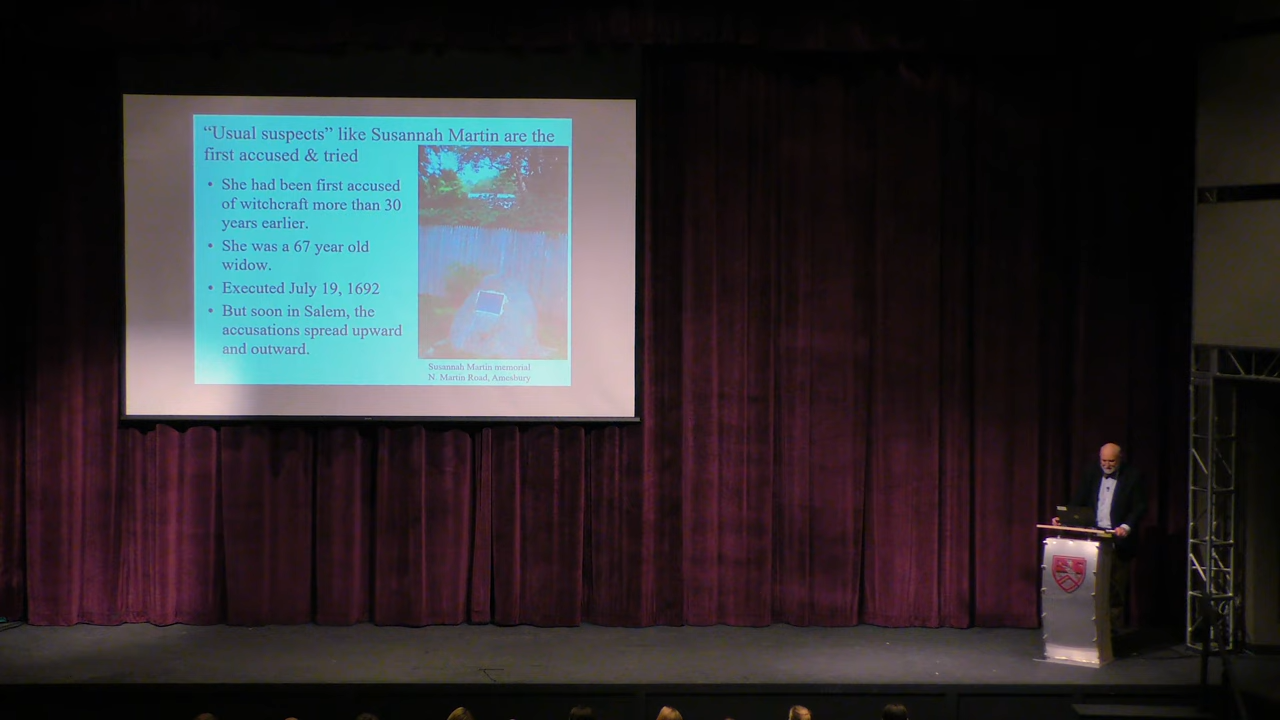 “Usual suspects” like Susannah Martin are the
first accused & tried
• She had been first accused
of witchcraft more than 30
years earlier.
• She was a 67 year old
widow.
• Executed July 19, 1692
• But soon in Salem, the
accusations spread upward
and outward.
Susannah Martin memorial
N. Martin Road, Amesbury